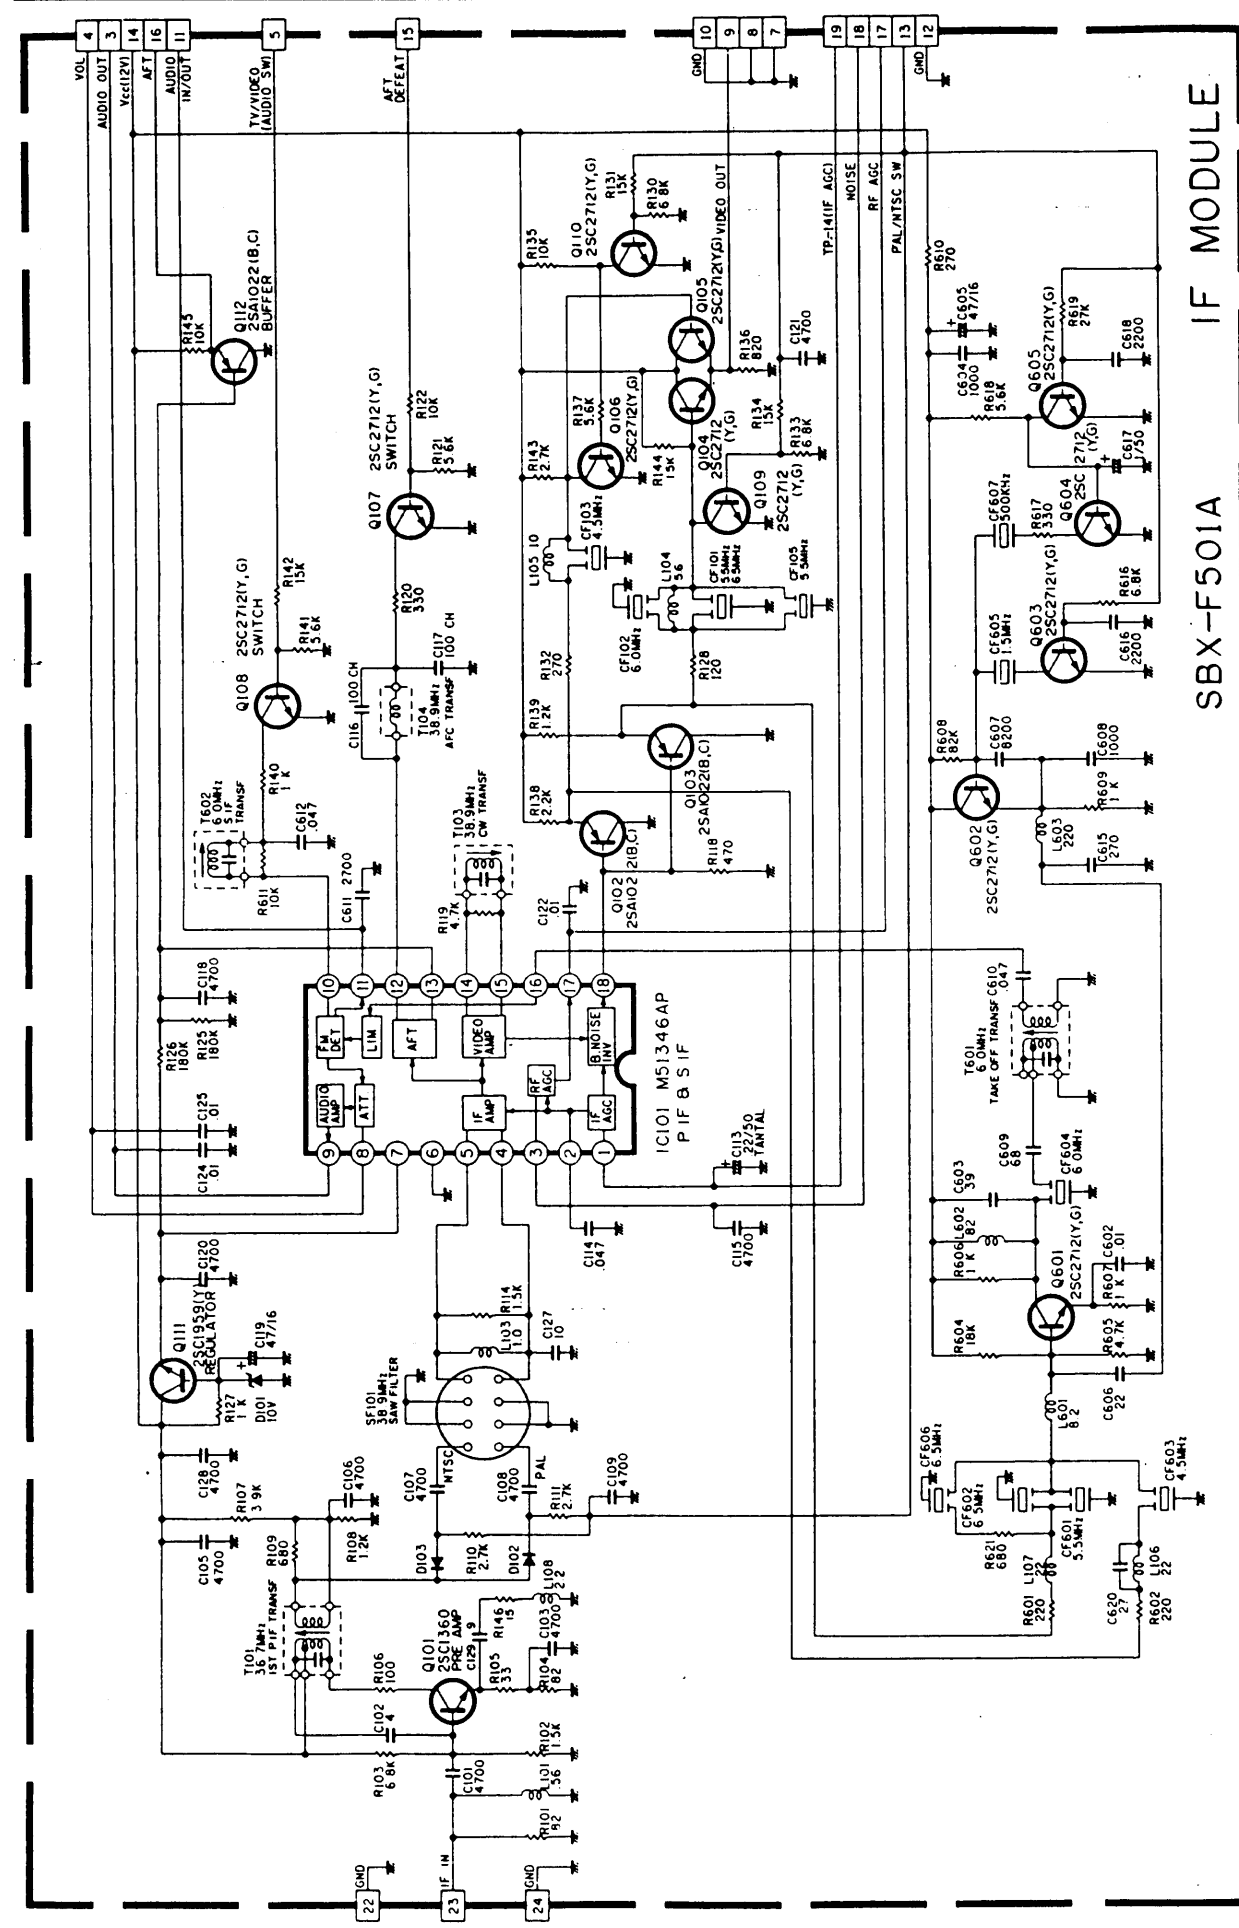 IF MODULE
SBX-F501A
4
3
14
16
11
5
15
10
9
8
7
19
18
17
13
12
VOL
AUDIO OUT
Vcc(12V)
AFT
AUDIO
IN/OUT
TV/VIDEO
(AUDIO SW)
AFT
DEFEAT
GND
VIDEO OUT
TP-14(IF AGC)
NOISE
RF AGC
PAL/NTSC SW
GND
R145
10K
Q112
2SA1022(B,C)
BUFFER
2SC2712(Y,G)
SWITCH
Q108
R142
15K
R141
5.6K
2SC2712(Y,G)
SWITCH
Q107
R122
10K
R121
5.6K
R120
330
C116 100 CH
C117
100 CH
T104
38.9MHz
AFC TRANSF
T602
6.0MHz
SIF
TRANSF
R140
1K
C612
.047
R611
10K
C611 2700
T103
38.9MHz
CW TRANSF
R119
4.7K
C122
.01
R135
10K
Q110
2SC2712(Y,G)
R131
15K
R130
6.8K
Q105
2SC2712(Y,G)
R137
5.6K
Q106
2SC2712(Y,G)
R143
2.7K
R144
15K
Q104
2SC2712
(Y,G)
R136
820
C121
4700
R134
15K
R133
6.8K
Q109
2SC2712
(Y,G)
CF103
4.5MHz
L105 10
L104
56
CF101
5.5MHz
6.5MHz
CF105
5.5MHz
CF102
6.0MHz
R132
270
R128
120
R139
1.2K
R138
2.2K
Q103
2SA1022(B,C)
Q102
2SA1022(B,C)
R118
470
R610
270
C605
47/16
C604
1000
R619
27K
Q605
2SC2712(Y,G)
C618
2200
R618
5.6K
C617
1/50
Q604
2SC
2712
(Y,G)
CF607
500KHz
R617
330
Q603
2SC2712(Y,G)
CF605
1.5MHz
R616
6.8K
C616
2200
R608
82K
C607
8200
C608
1000
R609
1K
Q602
2SC2712(Y,G)
L603
220
C615
270
C118
4700
R125
180K
R126
180K
C125
.01
C124
.01
10
11
12
13
14
15
16
17
18
9
8
7
6
5
4
3
2
1
FM
DET
LIM
AFT
VIDEO
AMP
B.NOISE
INV
AUDIO
AMP
ATT
IF
AMP
RF
AGC
IF
AGC
IC101 M51346AP
PIF & SIF
C113
22/50
TANTAL
C114
.047
C115
4700
C610
.047
T601
6.0MHz
TAKE OFF TRANSF
C609
68
CF604
6.0MHz
C603
39
L602
82
R606
1K
Q601
2SC2712(Y,G)
C602
.01
R607
1K
R604
18K
R605
4.7K
C606
22
L601
8.2
C120
4700
Q111
2SC1959(Y)
REGULATOR
C119
47/16
R127
1K
D101
10V
R114
1.5K
L103
1.0
C127
10
SF101
38.9MHz
SAW FILTER
C128
4700
R107
3.9K
C106
4700
C105
4700
R109
680
R108
1.2K
C107
4700
NTSC
C108
4700
PAL
D103
R110
2.7K
D102
R111
2.7K
C109
4700
CF606
6.5MHz
CF602
6.5MHz
CF601
5.5MHz
CF603
4.5MHz
R621
680
L107
22
R601
220
C620
27
L106
22
R602
220
T101
36.7MHz
1ST PIF TRANSF
R106
100
Q101
2SC1360
PRE AMP
C129 9
R146
15
L108
2.2
C103
4700
R105
33
R104
82
C102
4
R103
6.8K
C101
4700
R102
1.5K
L101
.56
R101
82
GND
22
IF IN
23
GND
24